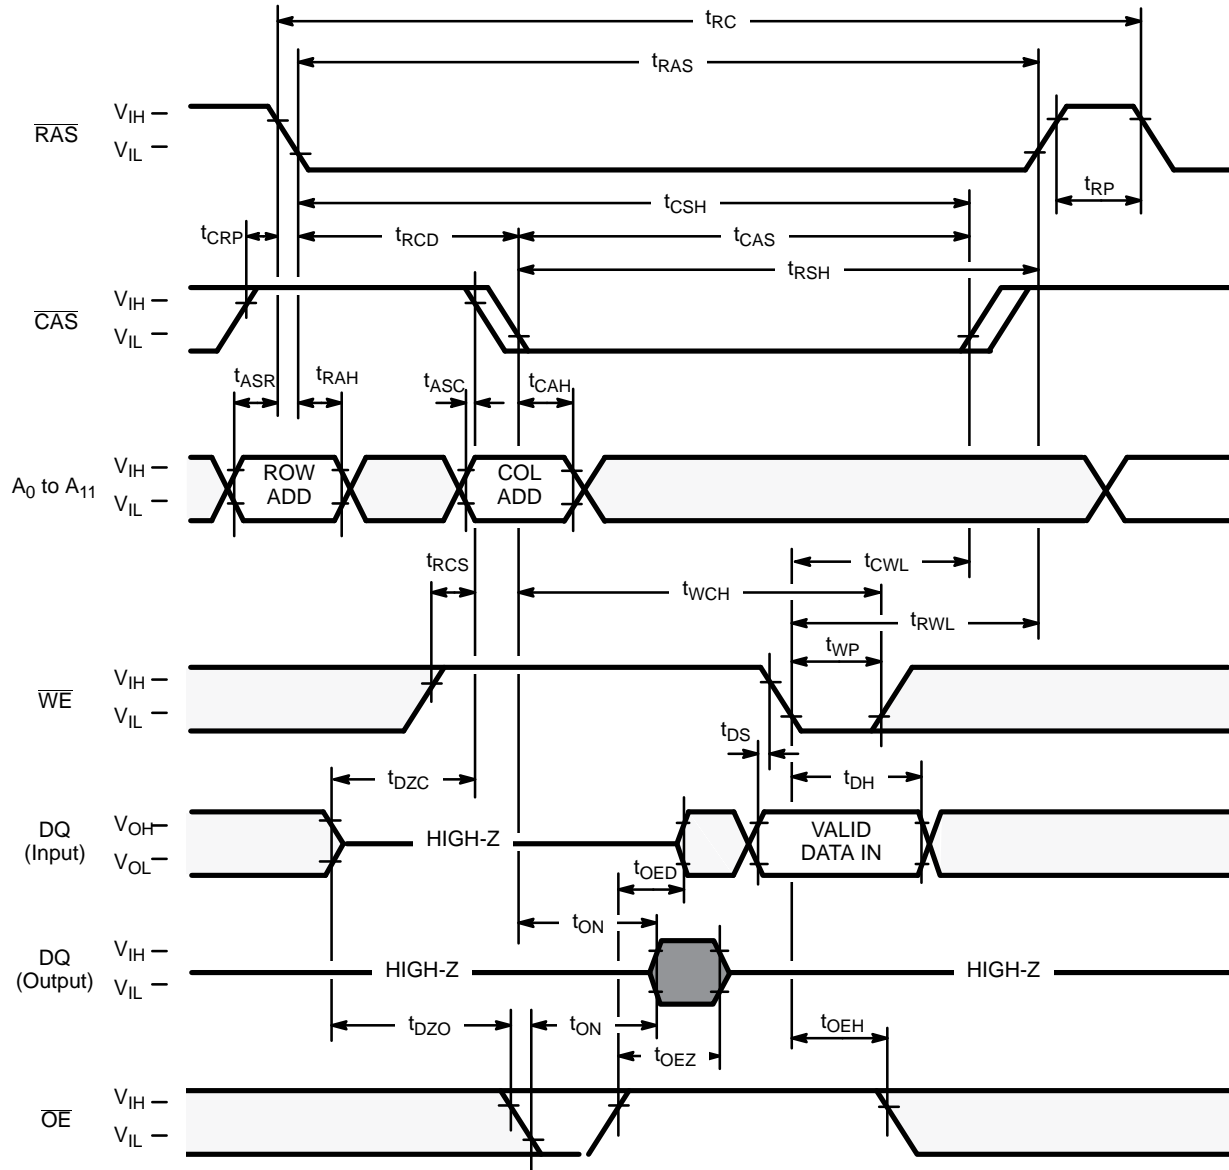 tRC
tRAS
RAS
VIH
VIL
tRP
tCSH
tCRP
tRCD
tCAS
tRSH
CAS
VIH
VIL
tASR
tRAH
tASC
tCAH
A0 to A11
VIH
VIL
ROW
ADD
COL
ADD
tRCS
tCWL
tWCH
tRWL
tWP
WE
VIH
VIL
tDS
tDZC
tDH
DQ
(Input)
VOH
VOL
HIGH-Z
VALID
DATA IN
tOED
tON
DQ
(Output)
VIH
VIL
HIGH-Z
HIGH-Z
tDZO
tON
tOEZ
tOEH
OE
VIH
VIL